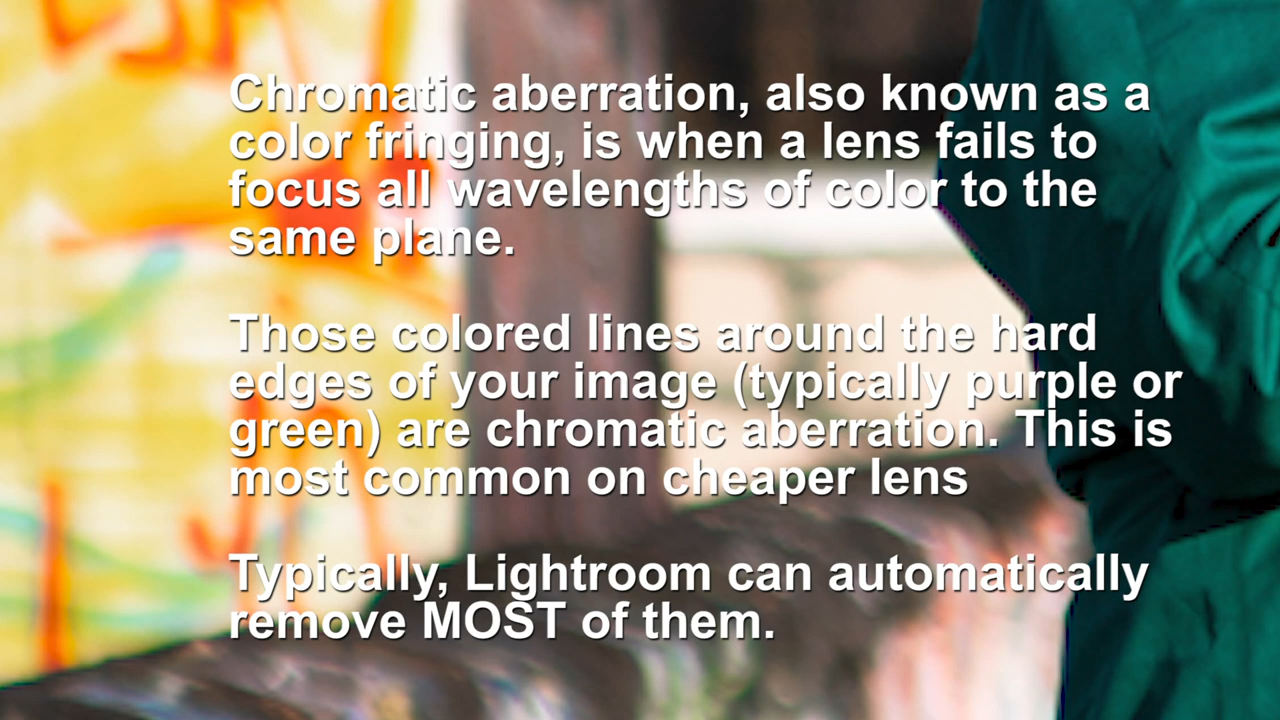 Chromatic aberration, also known as a
color fringing, is when a lens fails to
focus all wavelengths of color to the
same plane.
Those colored lines around the hard
edges of your image (typically purple or
green) are chromatic aberration. This is
most common on cheaper lens
Typically, Lightroom can automatically
remove MOST of them.